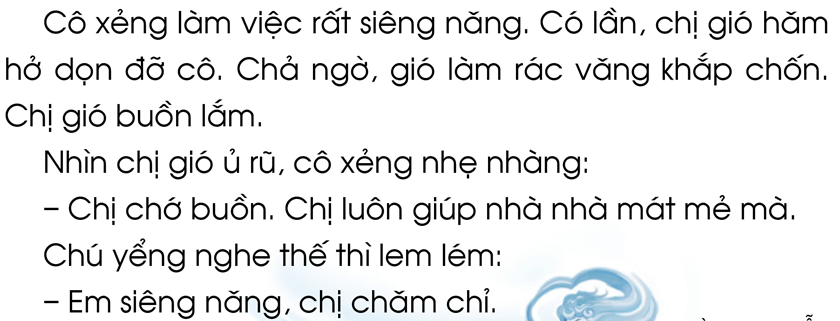 Cô xẻng làm việc rất siêng năng. Có lần, chị gió hăm
hở dọn đỡ cô. Chả ngờ, gió làm rác văng khắp chốn.
Chị gió buồn lắm.
Nhìn chị gió ủ rũ, cô xẻng nhẹ nhàng:
– Chị chớ buồn. Chị luôn giúp nhà nhà mát mẻ mà.
Chú yểng nghe thế thì lem lém:
– Em siêng năng, chị chăm chỉ.